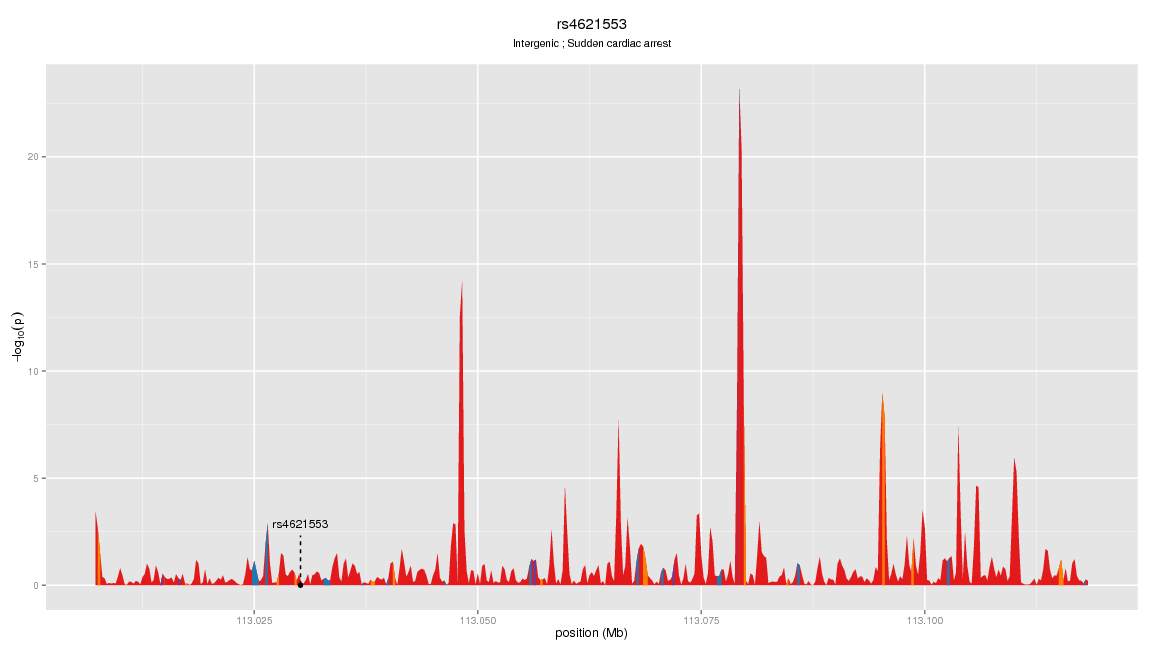 rs4621553
Intergenic ; Sudden cardiac arrest
−log10(p)
20
15
10
5
0
rs4621553
113.025
113.050
113.075
113.100
position (Mb)